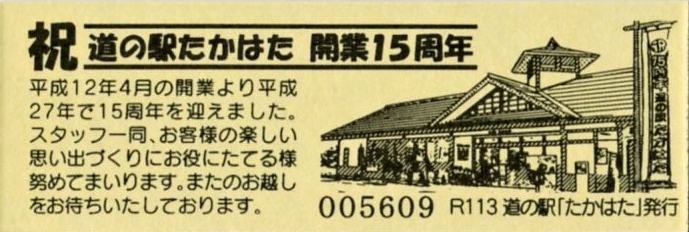 祝 道の駅たかはた 開業15周年
平成12年4月の開業より平成
27年で15周年を迎えました。
スタッフ一同、お客様の楽しい
思い出づくりにお役にたてる様
努めてまいります。またのお越し
をお待ちいたしております。
005609 R113 道の駅「たかはた」発行